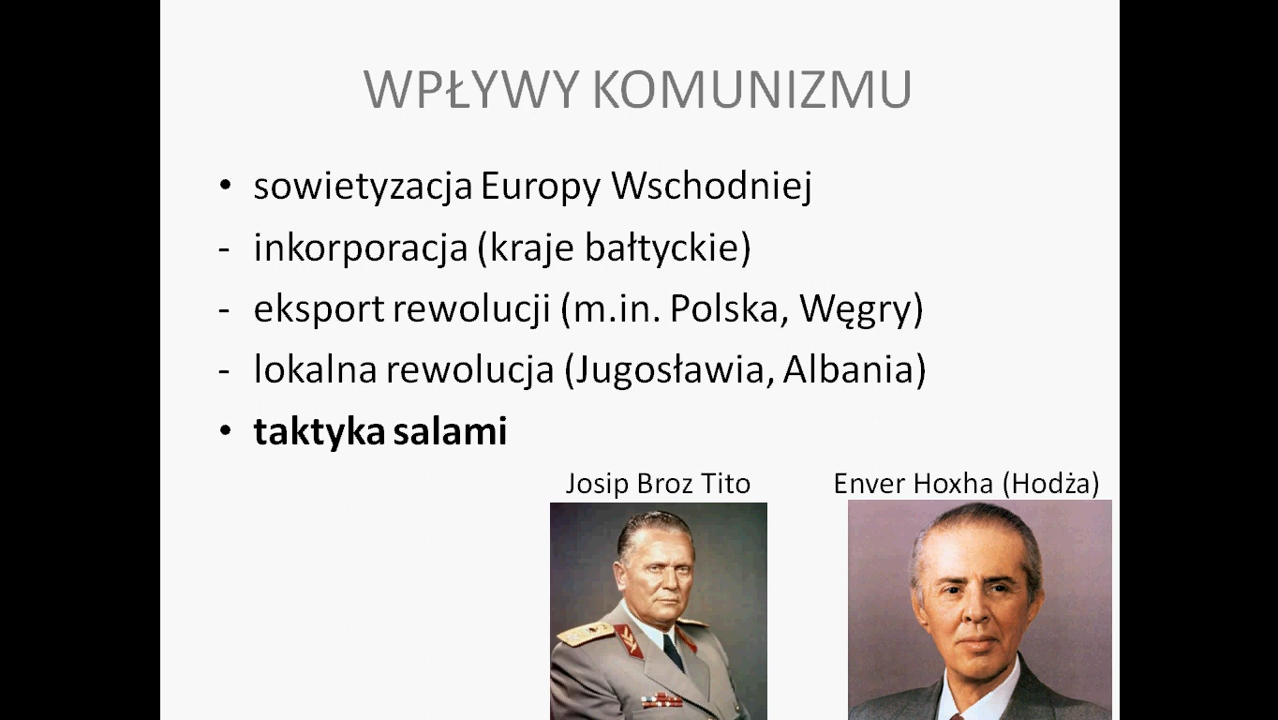 WPŁYWY KOMUNIZMU
• sowietyzacja Europy Wschodniej
- inkorporacja (kraje bałtyckie)
- eksport rewolucji (m.in. Polska, Węgry)
- lokalna rewolucja (Jugosławia, Albania)
• taktyka salami
Josip Broz Tito
Enver Hoxha (Hodża)